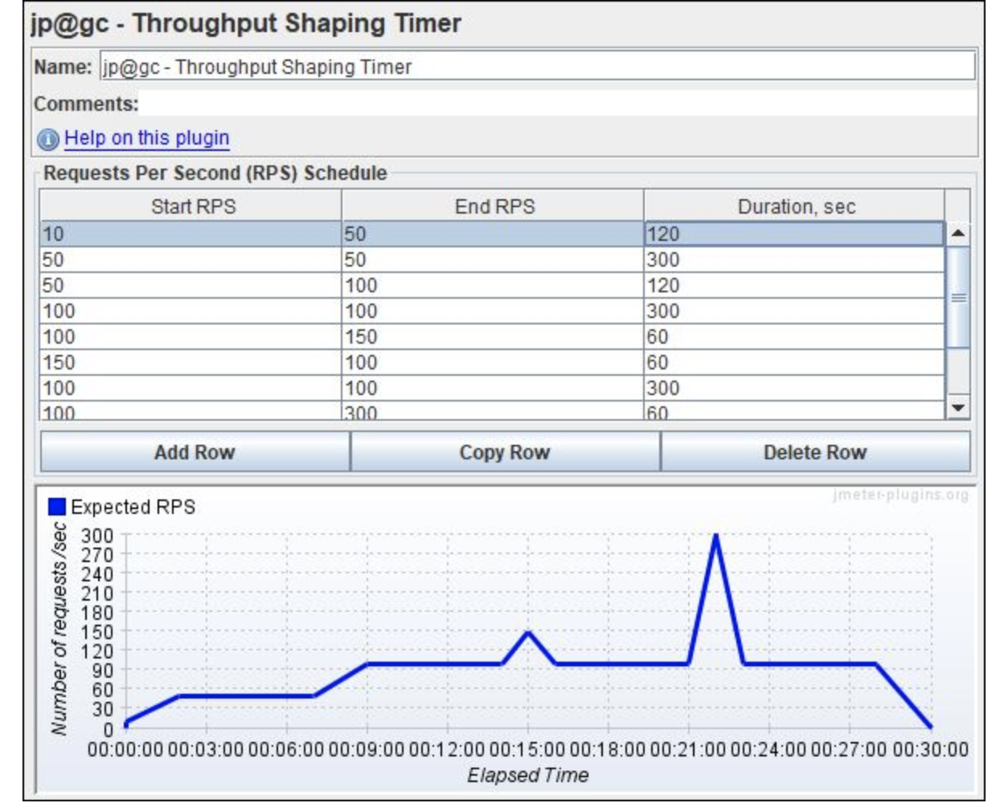 jp@gc - Throughput Shaping Timer
Name: jp@gc - Throughput Shaping Timer
Comments:
Help on this plugin
Requests Per Second (RPS) Schedule
Start RPS End RPS Duration, sec
10 50 120
50 50 300
50 100 120
100 100 300
100 150 60
150 100 60
100 100 300
100 300 60
Add Row Copy Row Delete Row
jmeter-plugins.org
Expected RPS
Number of requests /sec
300
270
240
210
180
150
120
90
60
30
0
00:00:00 00:03:00 00:06:00 00:09:00 00:12:00 00:15:00 00:18:00 00:21:00 00:24:00 00:27:00 00:30:00
Elapsed Time